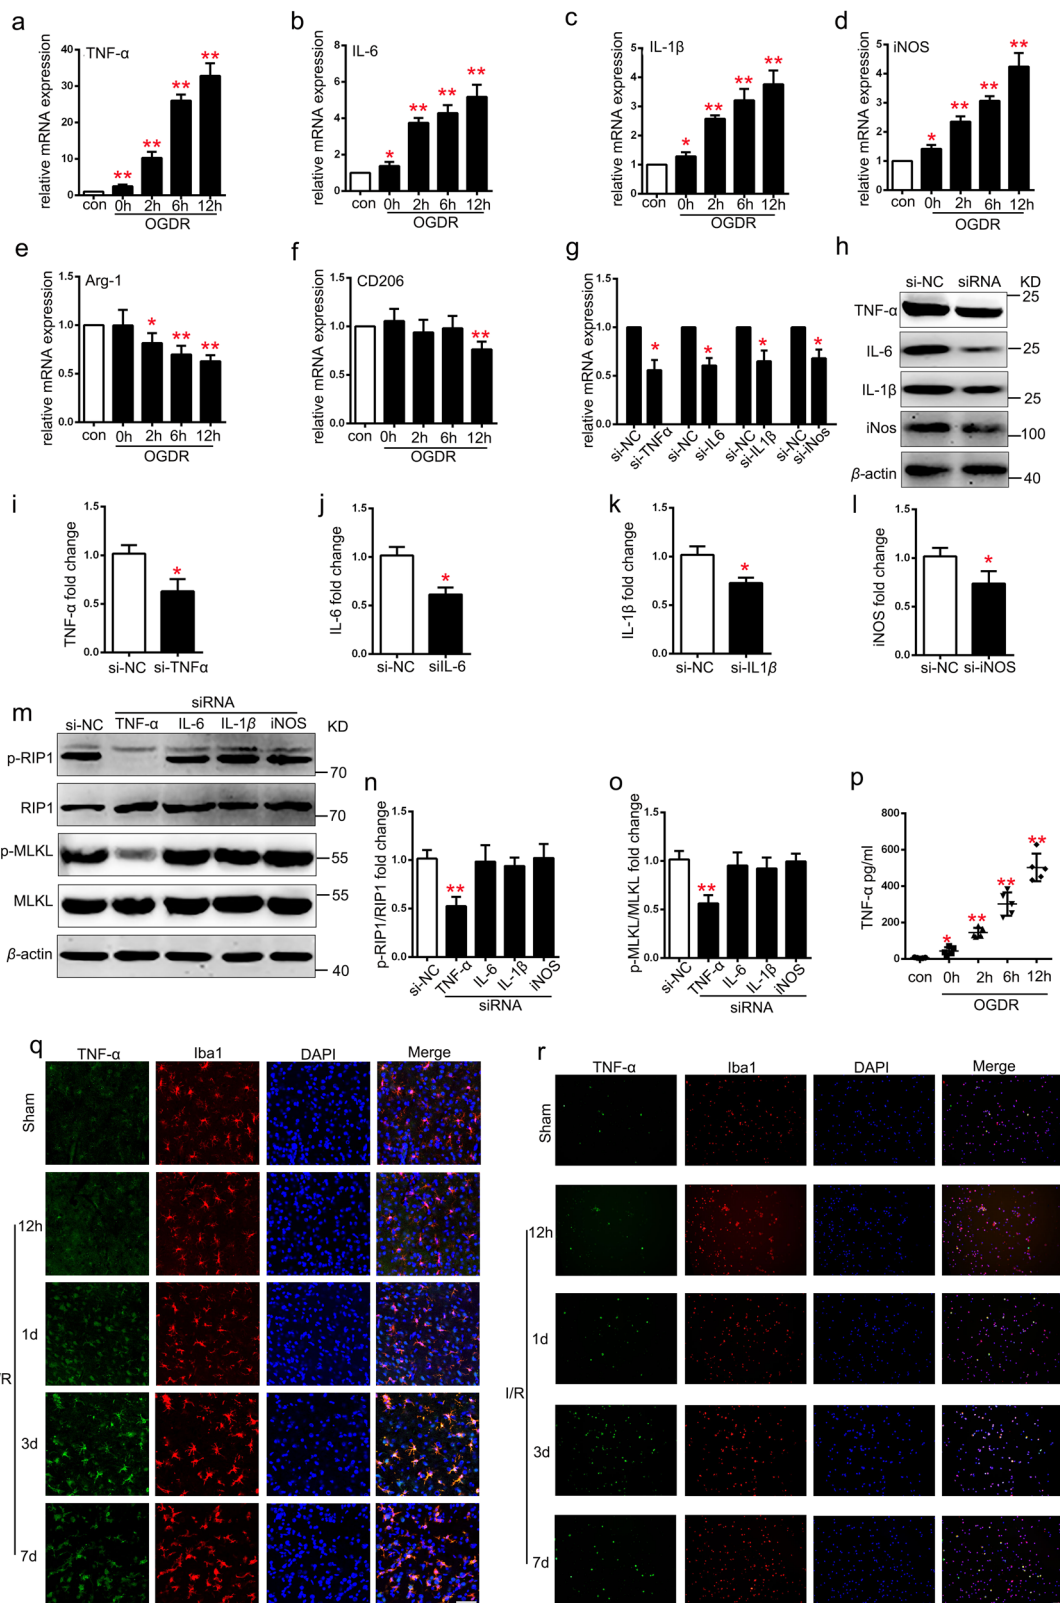 a
TNF-α
relative mRNA expression
40
30
20
10
0
con 0h 2h 6h 12h
OGDR
** ** ** **
b
IL-6
relative mRNA expression
8
6
4
2
0
con 0h 2h 6h 12h
OGDR
* ** ** **
c
IL-1β
relative mRNA expression
5
4
3
2
1
0
con 0h 2h 6h 12h
OGDR
* ** ** **
d
iNOS
relative mRNA expression
5
4
3
2
1
0
con 0h 2h 6h 12h
OGDR
* ** ** **
e
Arg-1
relative mRNA expression
1.5
1.0
0.5
0.0
con 0h 2h 6h 12h
OGDR
* ** **
f
CD206
relative mRNA expression
1.5
1.0
0.5
0.0
con 0h 2h 6h 12h
OGDR
**
g
relative mRNA expression
1.5
1.0
0.5
0.0
si-NC si-TNFα si-NC si-IL6 si-NC si-IL1β si-NC si-iNos
* * * *
h
si-NC siRNA KD
TNF-α 25
IL-6 25
IL-1β 25
iNos 100
β-actin 40
i
TNF-α fold change
1.5
1.0
0.5
0.0
si-NC si-TNFα
*
j
IL-6 fold change
1.5
1.0
0.5
0.0
si-NC siIL-6
*
k
IL-1β fold change
1.5
1.0
0.5
0.0
si-NC si-IL1β
*
l
iNOS fold change
1.5
1.0
0.5
0.0
si-NC si-iNOS
*
m
siRNA
si-NC TNF-α IL-6 IL-1β iNOS KD
p-RIP1 70
RIP1 70
p-MLKL 55
MLKL 55
β-actin 40
n
p-RIP1/RIP1 fold change
1.5
1.0
0.5
0.0
si-NC TNF-α IL-6 IL-1β iNOS
siRNA
**
o
p-MLKL/MLKL fold change
1.5
1.0
0.5
0.0
si-NC TNF-α IL-6 IL-1β iNOS
siRNA
**
p
TNF-α pg/ml
800
600
400
200
0
con 0h 2h 6h 12h
OGDR
* ** ** **
q
TNF-α Iba1 DAPI Merge
Sham
12h
1d
/R
3d
7d
r
TNF-α Iba1 DAPI Merge
Sham
12h
1d
I/R
3d
7d